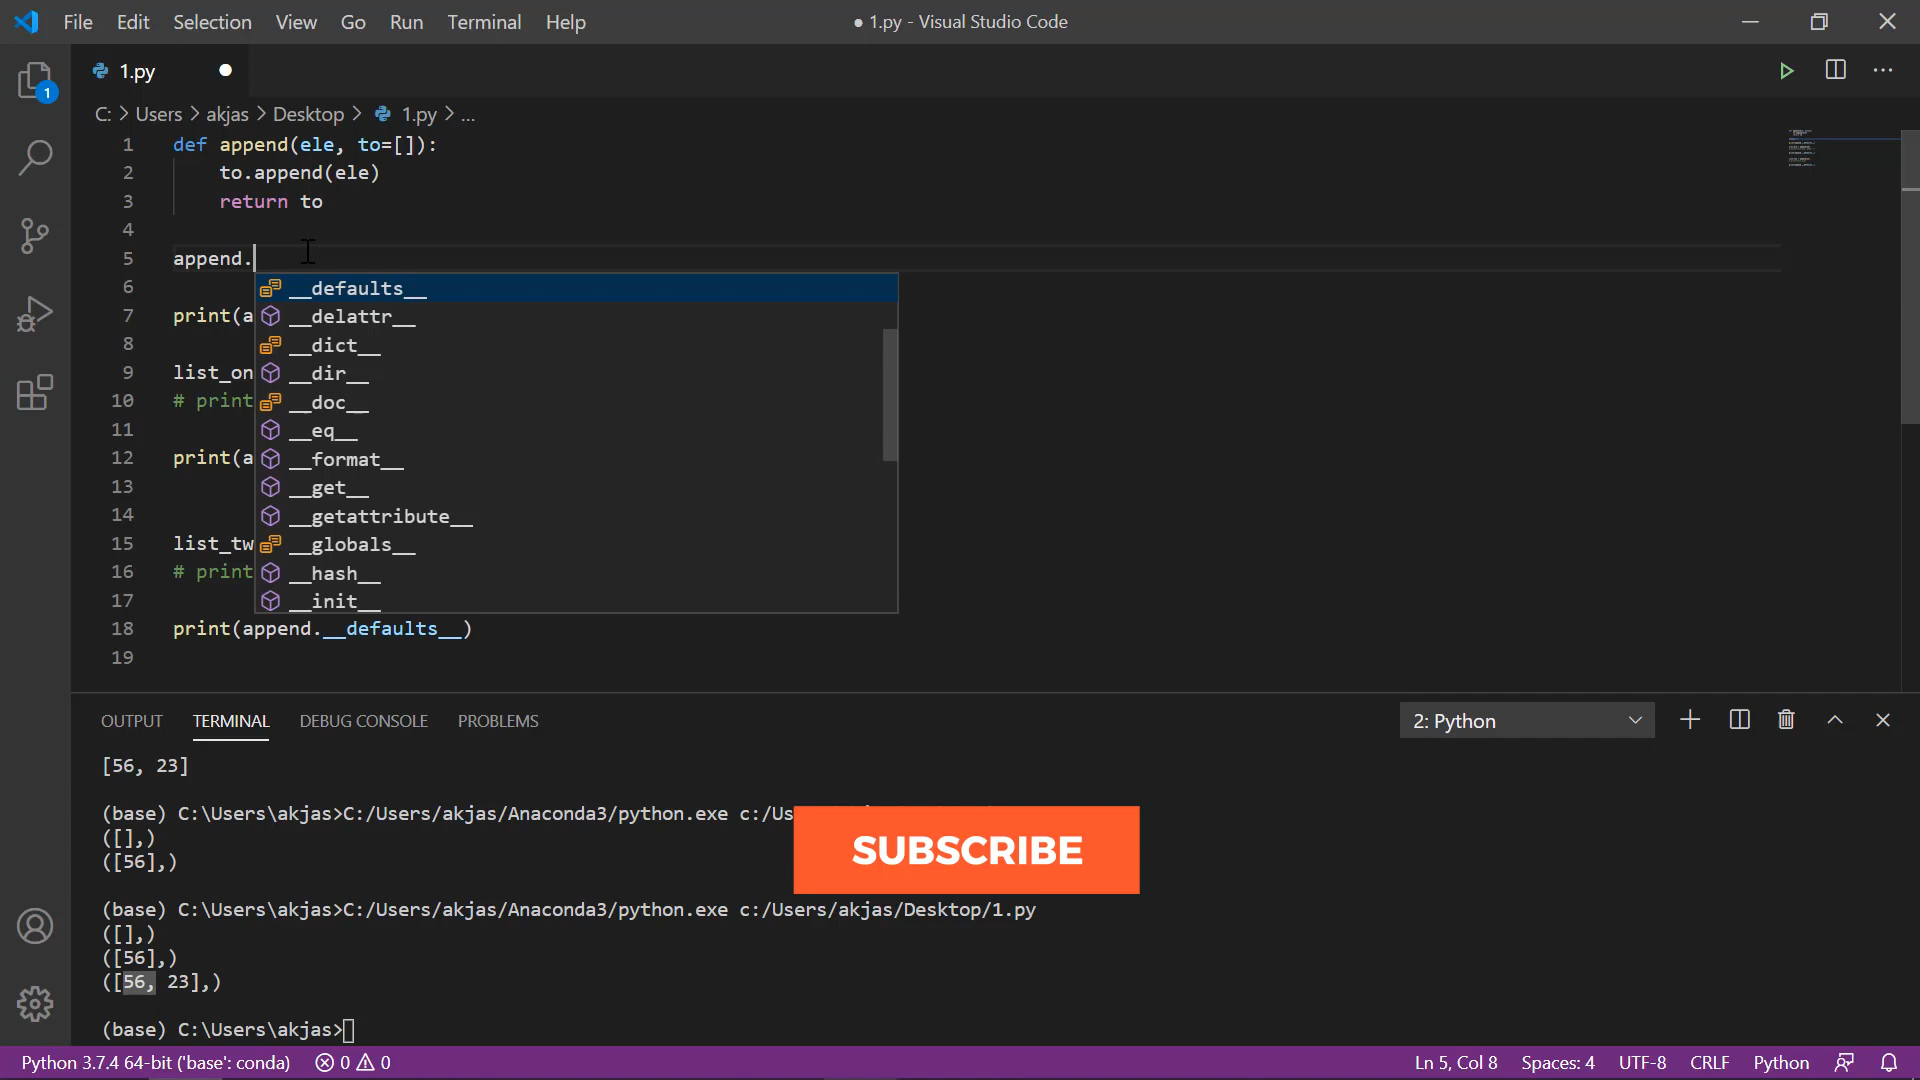 File Edit Selection View Go Run Terminal Help
● 1.py - Visual Studio Code
1.py
1
C: > Users > akjas > Desktop > 1.py > ...
1 def append(ele, to=[]):
2 to.append(ele)
3 return to
4
5 append.
6 __defaults__
__delattr__
7 print(a
8 __dict__
9 list_on __dir__
10 # print __doc__
11 __eq__
12 print(a __format__
13 __get__
14 __getattribute__
15 list_tw __globals__
16 # print __hash__
17 __init__
18 print(append.__defaults__)
19
OUTPUT TERMINAL DEBUG CONSOLE PROBLEMS
2: Python
[56, 23]
(base) C:\Users\akjas>C:/Users/akjas/Anaconda3/python.exe c:/Us
([],)
([56],)
SUBSCRIBE
(base) C:\Users\akjas>C:/Users/akjas/Anaconda3/python.exe c:/Users/akjas/Desktop/1.py
([],)
([56],)
([56, 23],)
(base) C:\Users\akjas>
Python 3.7.4 64-bit ('base': conda) 0 0
Ln 5, Col 8 Spaces: 4 UTF-8 CRLF Python